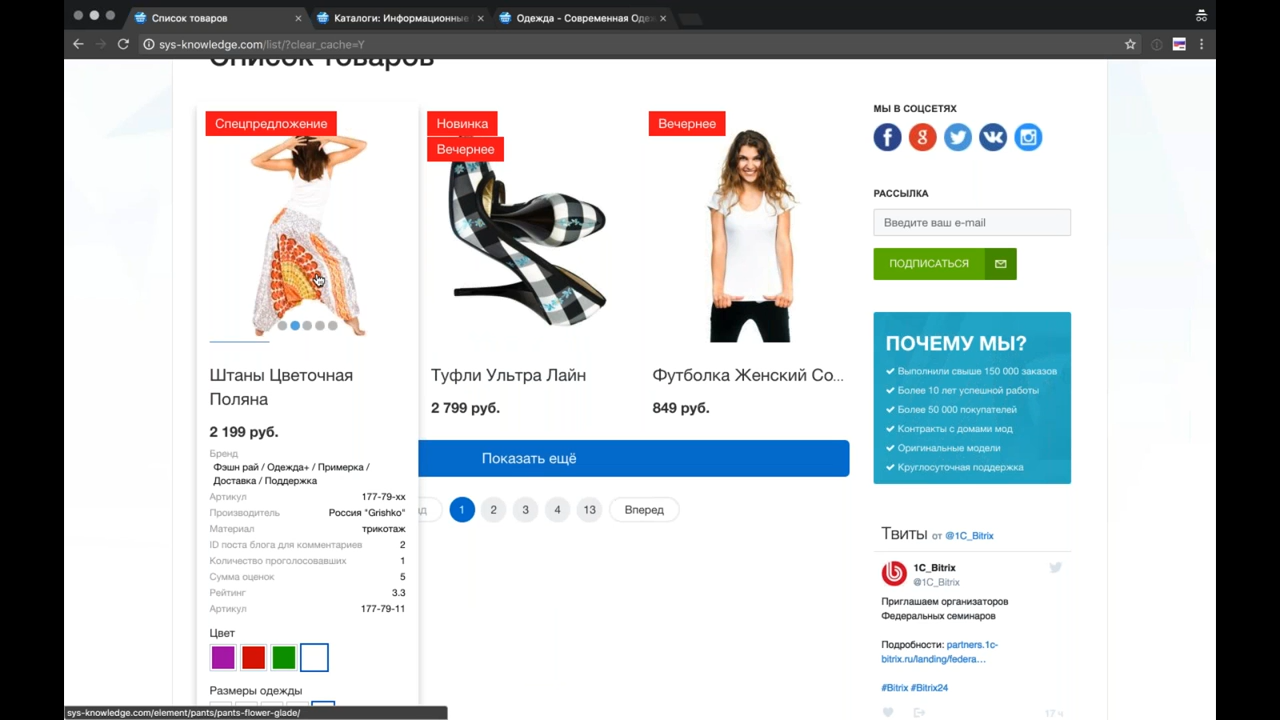 Список товаров
Каталоги: Информационные
Одежда - Современная Оде
sys-knowledge.com/list/?clear_cache=Y
Список товаров
Спецпредложение
Новинка
Вечернее
Вечернее
Штаны Цветочная
Поляна
2 199 руб.
Бренд
Фэшн рай / Одежда+ / Примерка /
Доставка / Поддержка
Артикул 177-79-xx
Производитель Россия "Grishko"
Материал трикотаж
ID поста блога для комментариев 2
Количество проголосовавших 1
Сумма оценок 5
Рейтинг 3.3
Артикул 177-79-11
Цвет
Размеры одежды
Туфли Ультра Лайн
2 799 руб.
Футболка Женский Со...
849 руб.
Показать ещё
ад 1 2 3 4 13 Вперед
МЫ В СОЦСЕТЯХ
РАССЫЛКА
Введите ваш e-mail
ПОДПИСАТЬСЯ
ПОЧЕМУ МЫ?
Выполнили свыше 150 000 заказов
Более 10 лет успешной работы
Более 50 000 покупателей
Контракты с домами мод
Оригинальные модели
Круглосуточная поддержка
Твиты от @1C_Bitrix
1C_Bitrix
@1C_Bitrix
Приглашаем организаторов
Федеральных семинаров
Подробности: partners.1c-
bitrix.ru/landing/federa…
#Bitrix #Bitrix24
17 ч
sys-knowledge.com/element/pants/pants-flower-glade/